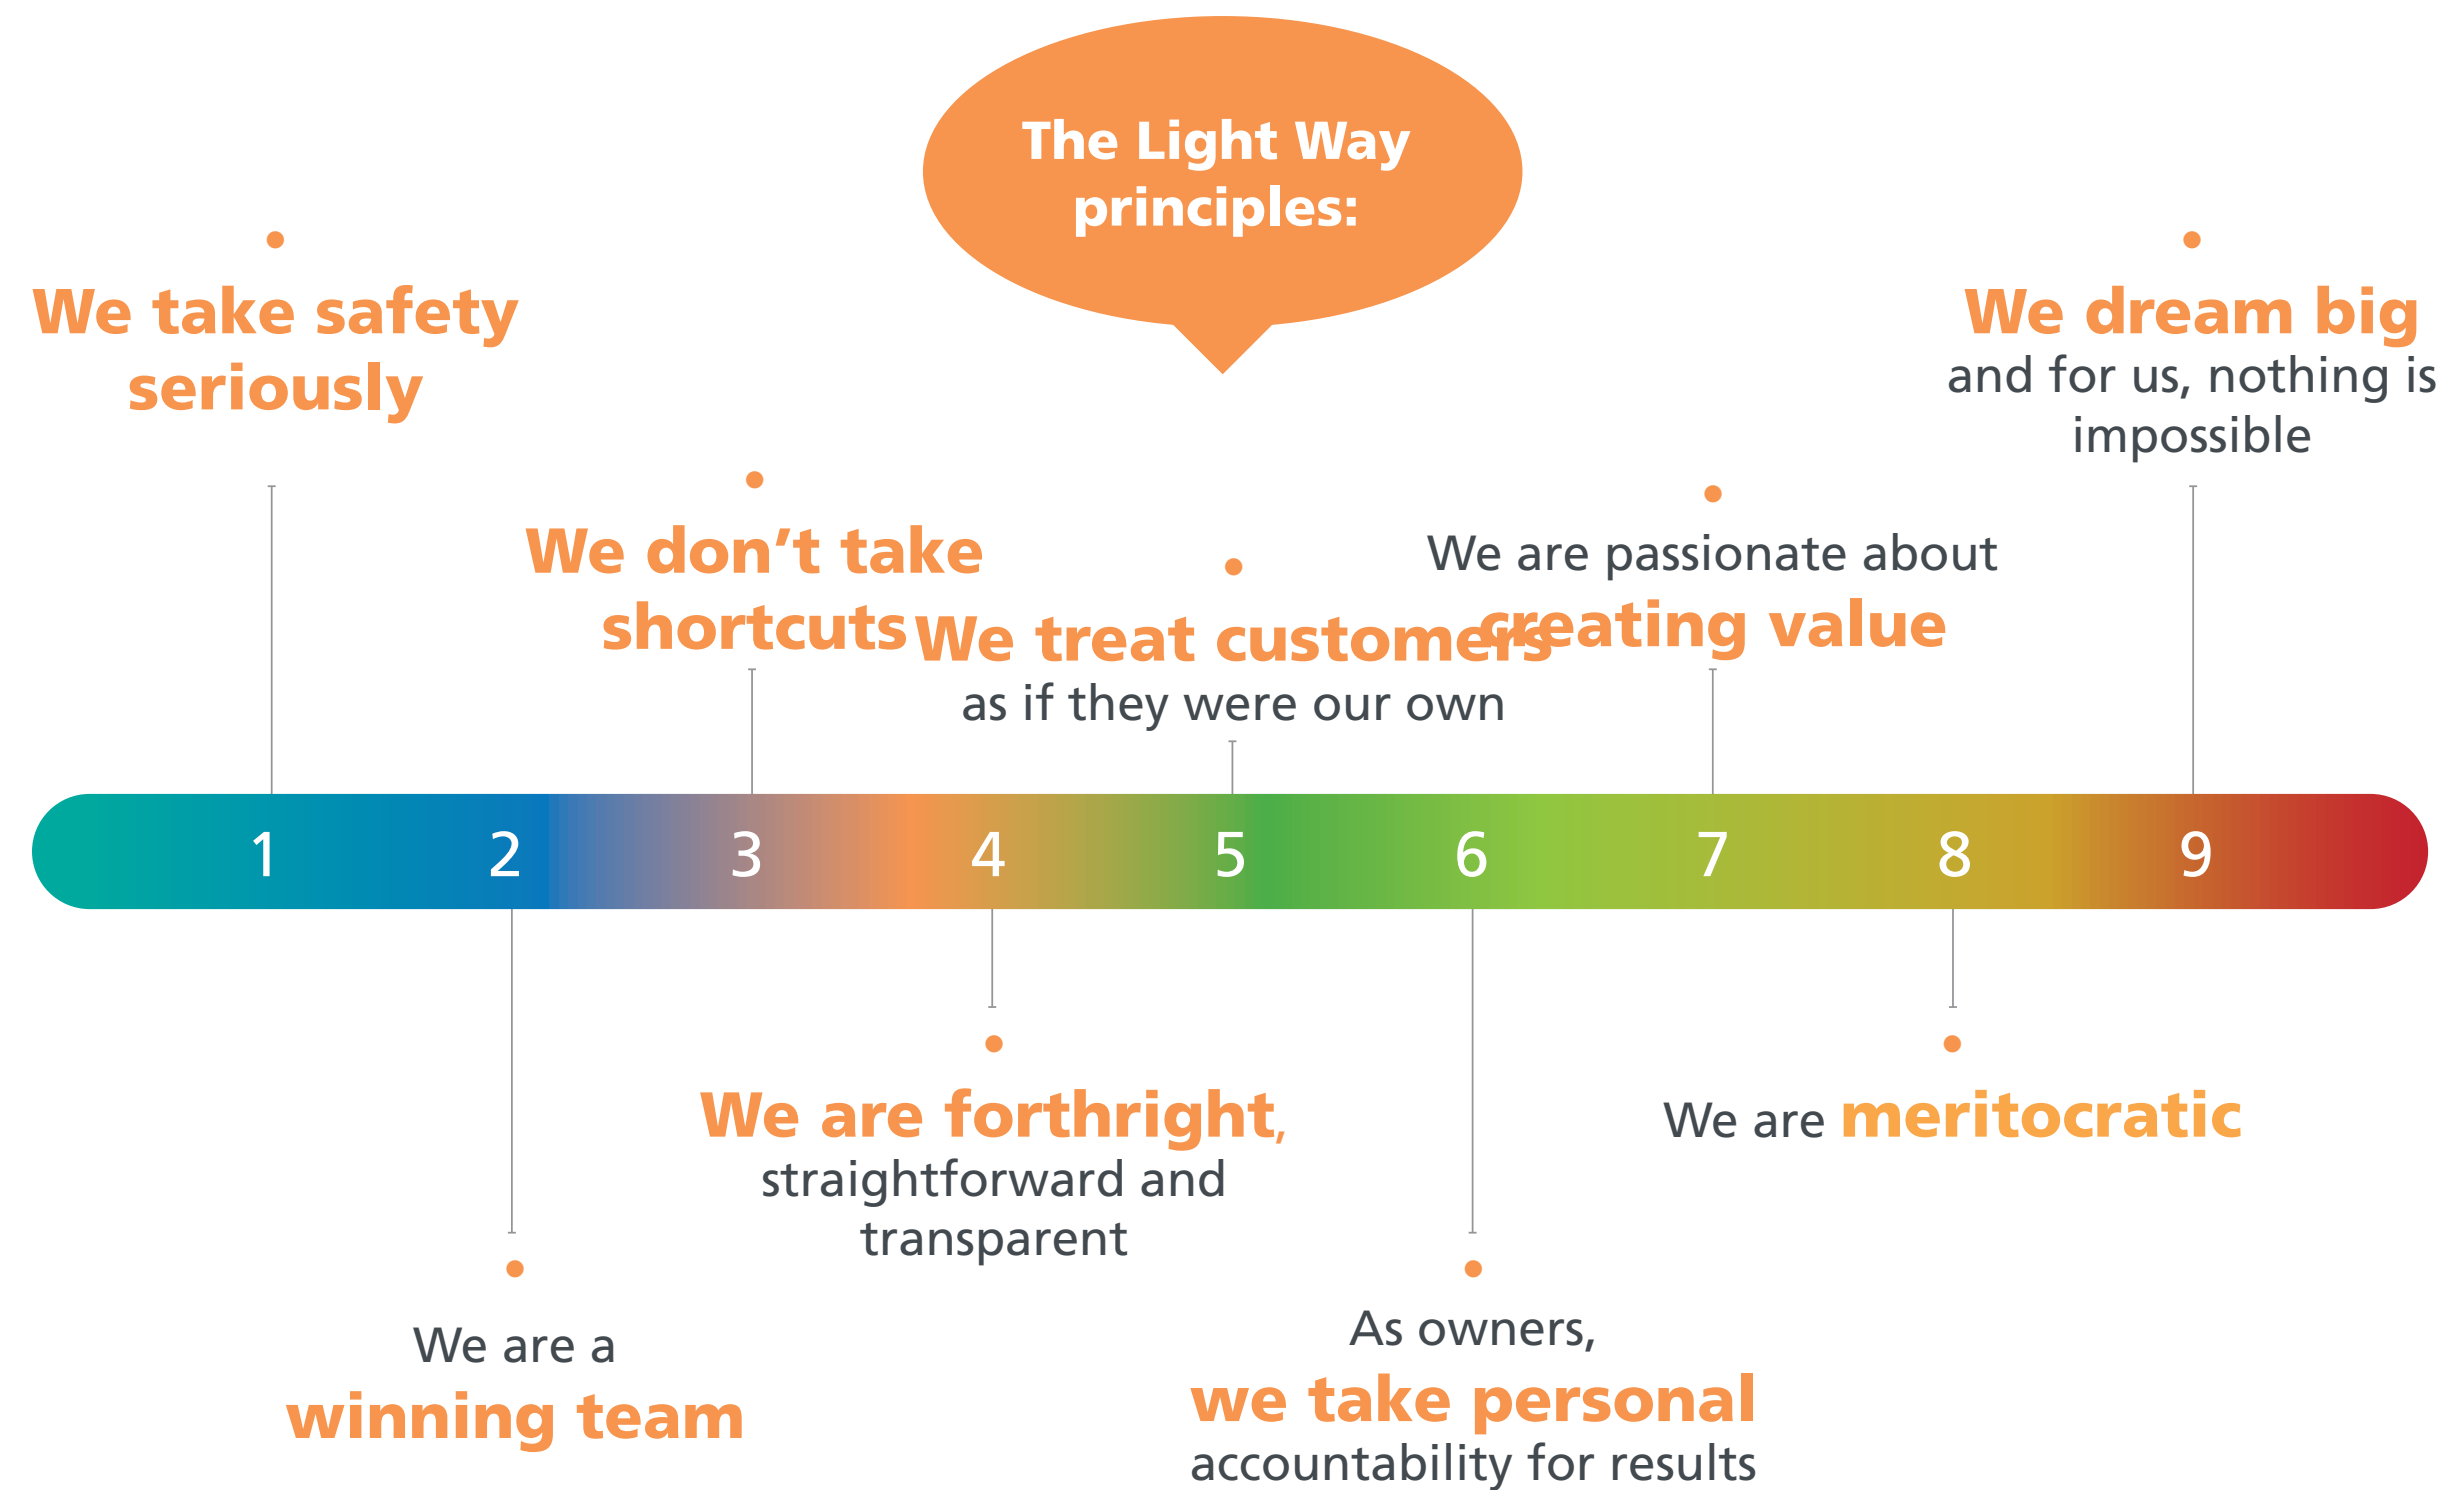 The Light Way
principles:
We take safety
seriously
We dream big
and for us, nothing is
impossible
We don’t take
shortcuts
We treat customers
as if they were our own
We are passionate about
creating value
1 2 3 4 5 6 7 8 9
We are forthright,
straightforward and
transparent
We are meritocratic
We are a
winning team
As owners,
we take personal
accountability for results